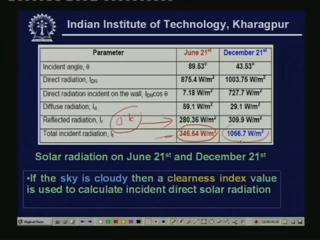 Indian Institute of Technology, Kharagpur
Parameter June 21st December 21st
Incident angle, θ 89.53° 43.53°
Direct radiation, IDN 875.4 W/m² 1003.75 W/m²
Direct radiation incident on the wall, IDNcos θ 7.18 W/m² 727.7 W/m²
Diffuse radiation, Id 59.1 W/m² 29.1 W/m²
Reflected radiation, Ir 280.36 W/m² 309.9 W/m²
Total incident radiation, It 346.64 W/m² 1066.7 W/m²
Solar radiation on June 21st and December 21st
•If the sky is cloudy then a clearness index value
is used to calculate incident direct solar radiation